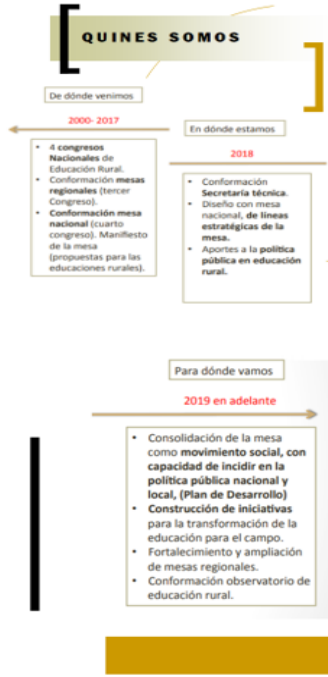 QUINES SOMOS
De dónde venimos
2000- 2017
• 4 congresos
Nacionales de
Educación Rural.
• Conformación mesas
regionales (tercer
Congreso).
• Conformación mesa
nacional (cuarto
congreso). Manifiesto
de la mesa
(propuestas para las
educaciones rurales).
En dónde estamos
2018
• Conformación
Secretaría técnica.
• Diseño con mesa
nacional, de líneas
estratégicas de la
mesa.
• Aportes a la política
pública en educación
rural.
Para dónde vamos
2019 en adelante
• Consolidación de la mesa
como movimiento social, con
capacidad de incidir en la
política pública nacional y
local, (Plan de Desarrollo)
• Construcción de iniciativas
para la transformación de la
educación para el campo.
• Fortalecimiento y ampliación
de mesas regionales.
• Conformación observatorio de
educación rural.